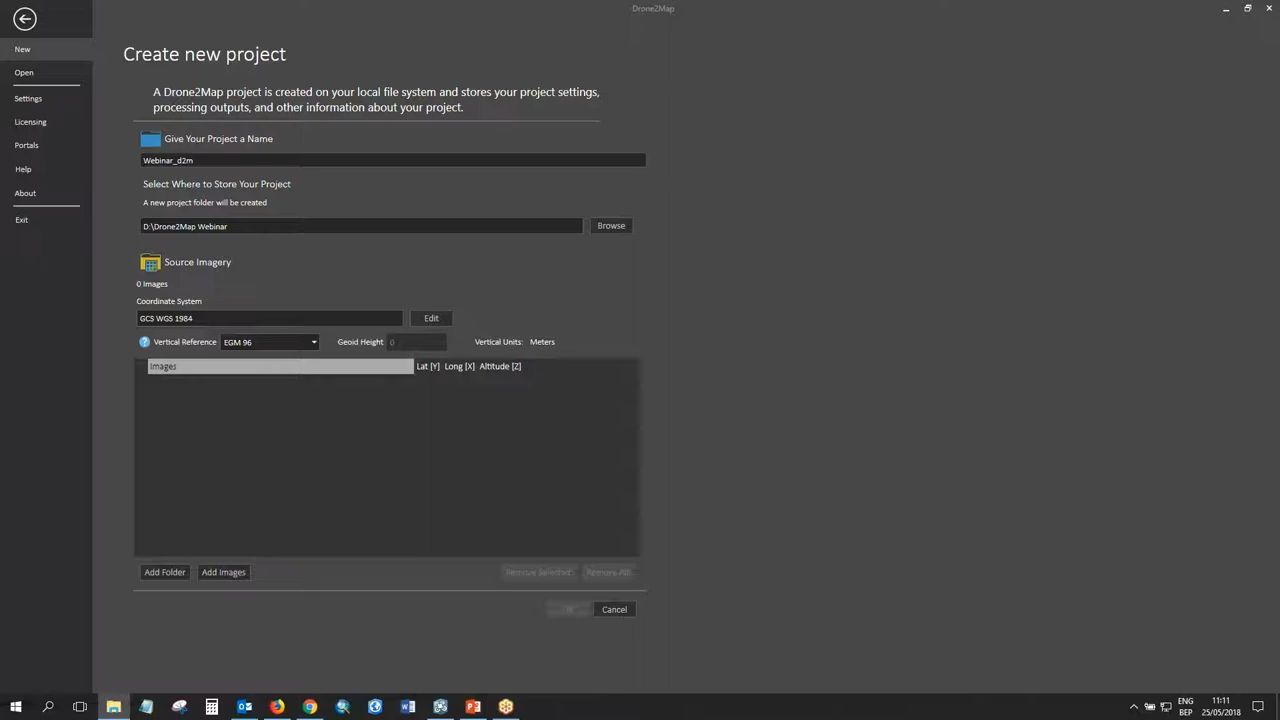 Drone2Map
New
Open
Settings
Licensing
Portals
Help
About
Exit
Create new project
A Drone2Map project is created on your local file system and stores your project settings,
processing outputs, and other information about your project.
Give Your Project a Name
Webinar_d2m
Select Where to Store Your Project
A new project folder will be created
D:\Drone2Map Webinar
Browse
Source Imagery
0 Images
Coordinate System
GCS WGS 1984
Edit
Vertical Reference EGM 96 Geoid Height 0 Vertical Units: Meters
Images Lat [Y] Long [X] Altitude [Z]
Add Folder Add Images Remove Selected Remove All
Cancel
ENG 11:11
BEP 25/05/2018